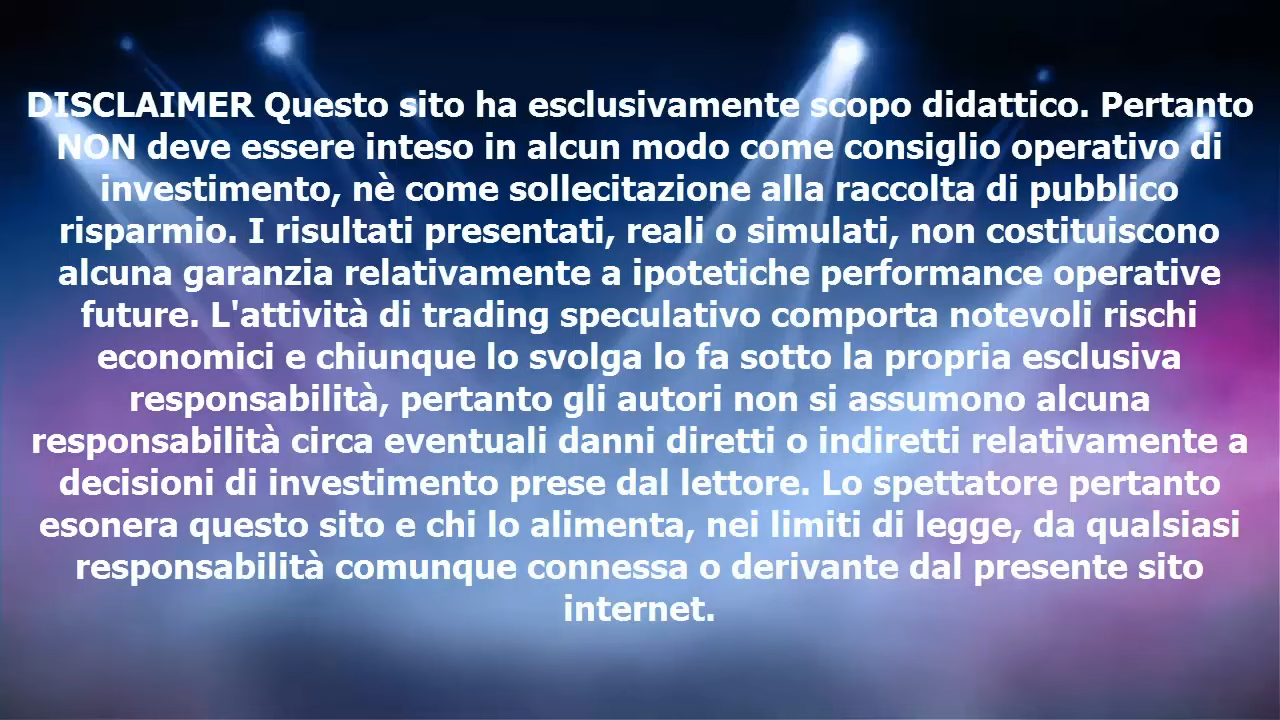 DISCLAIMER Questo sito ha esclusivamente scopo didattico. Pertanto
NON deve essere inteso in alcun modo come consiglio operativo di
investimento, nè come sollecitazione alla raccolta di pubblico
risparmio. I risultati presentati, reali o simulati, non costituiscono
alcuna garanzia relativamente a ipotetiche performance operative
future. L'attività di trading speculativo comporta notevoli rischi
economici e chiunque lo svolga lo fa sotto la propria esclusiva
responsabilità, pertanto gli autori non si assumono alcuna
responsabilità circa eventuali danni diretti o indiretti relativamente a
decisioni di investimento prese dal lettore. Lo spettatore pertanto
esonera questo sito e chi lo alimenta, nei limiti di legge, da qualsiasi
responsabilità comunque connessa o derivante dal presente sito
internet.